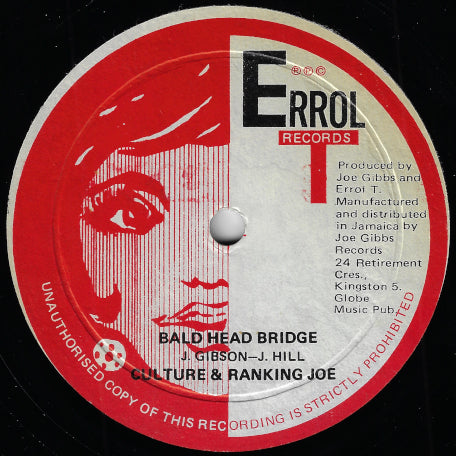 ERROL
® ℗ ©
RECORDS
T
Produced by
Joe Gibbs and
Errol T.
Manufactured
and distributed
in Jamaica by
Joe Gibbs
Records
24 Retirement
Cres.,
Kingston 5.
Globe
Music Pub.
BALD HEAD BRIDGE
J. GIBSON—J. HILL
CULTURE & RANKING JOE
UNAUTHORISED COPY OF THIS RECORDING IS STRICTLY PROHIBITED